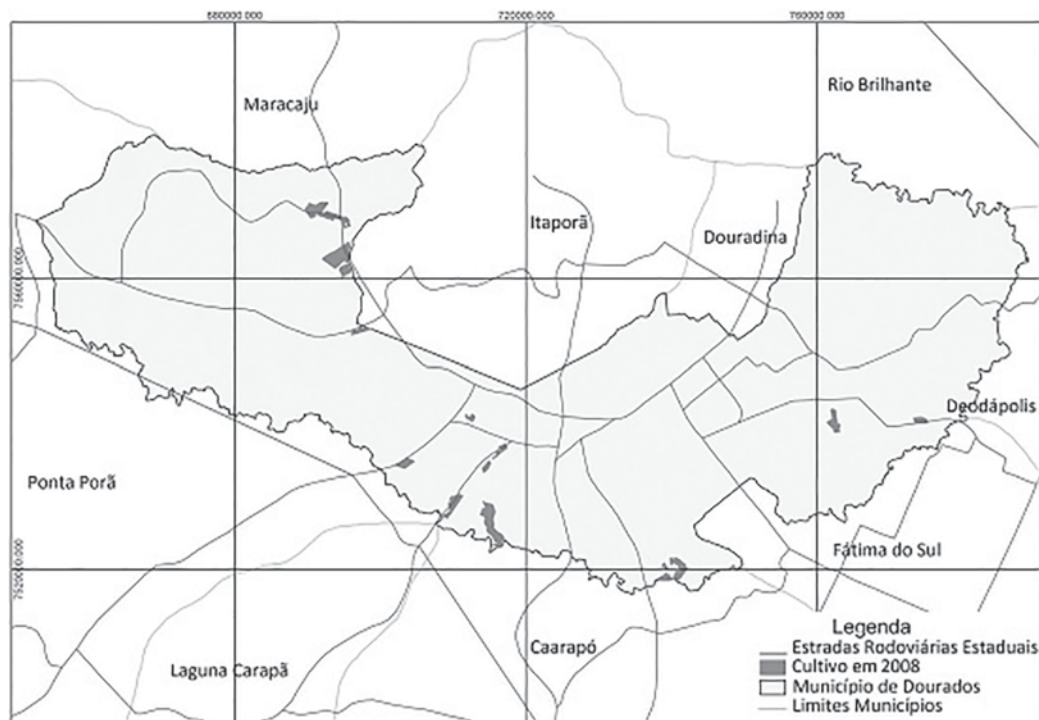 680000.000 720000.000 760000.000
Rio Brilhante
Maracaju
Itaporã
Douradina
7560000.000
Deodápolis
Ponta Porã
Fátima do Sul
7520000.000
Legenda
Estradas Rodoviárias Estaduais
Caarapó
Cultivo em 2008
Laguna Carapã
Município de Dourados
Limites Municípios